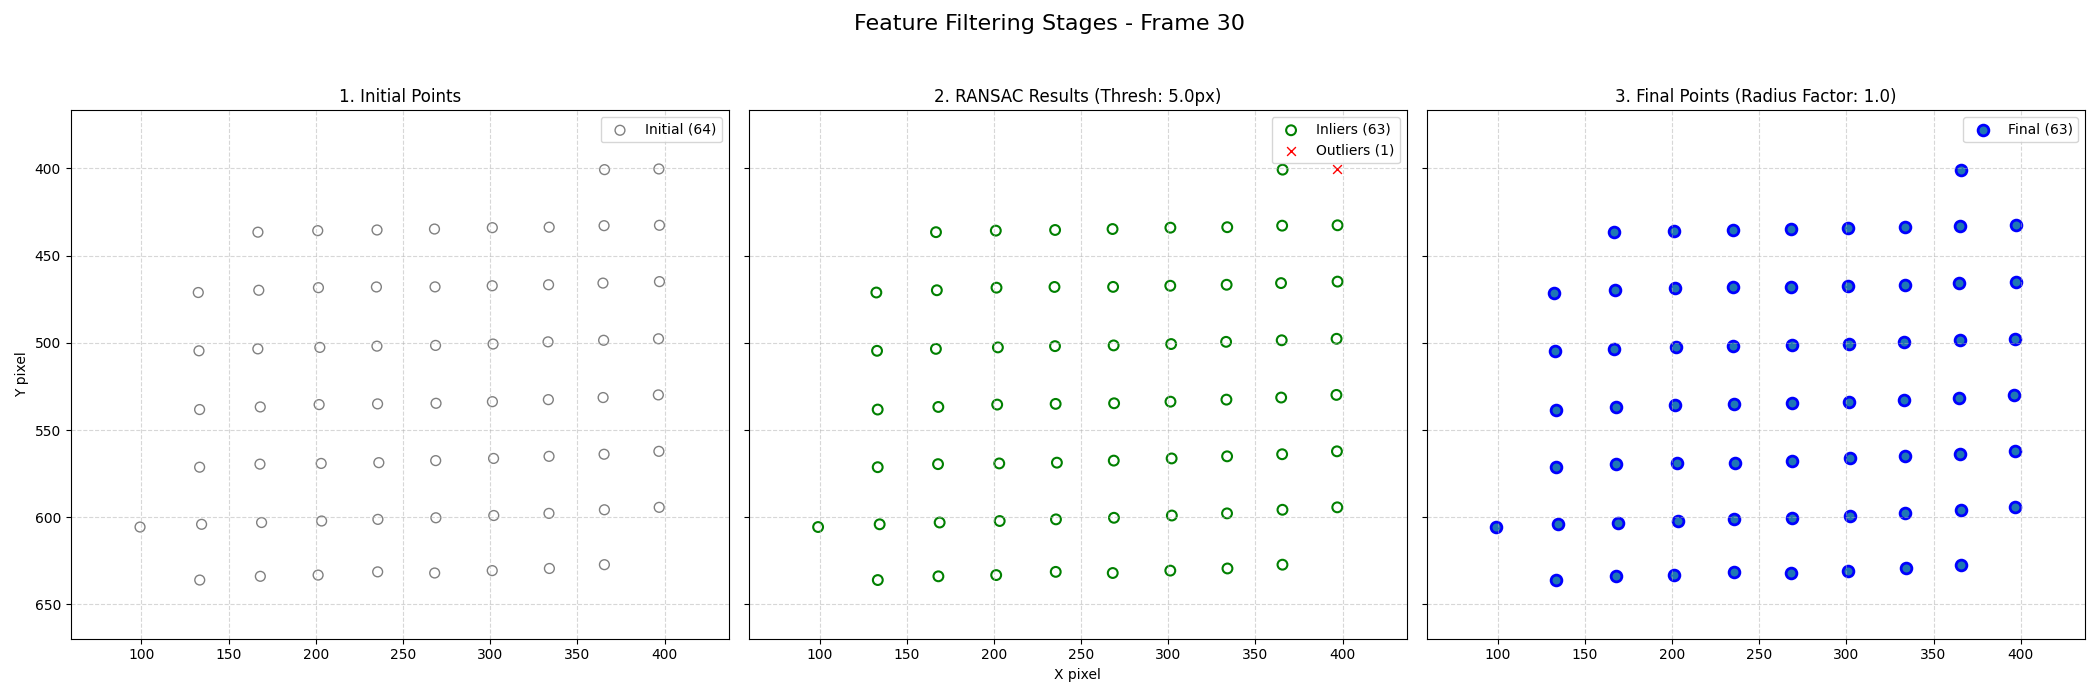 Feature Filtering Stages - Frame 30
1. Initial Points
Initial (64)
400
450
500
550
600
650
Y pixel
100 150 200 250 300 350 400
2. RANSAC Results (Thresh: 5.0px)
Inliers (63)
Outliers (1)
100 150 200 250 300 350 400
X pixel
3. Final Points (Radius Factor: 1.0)
Final (63)
100 150 200 250 300 350 400